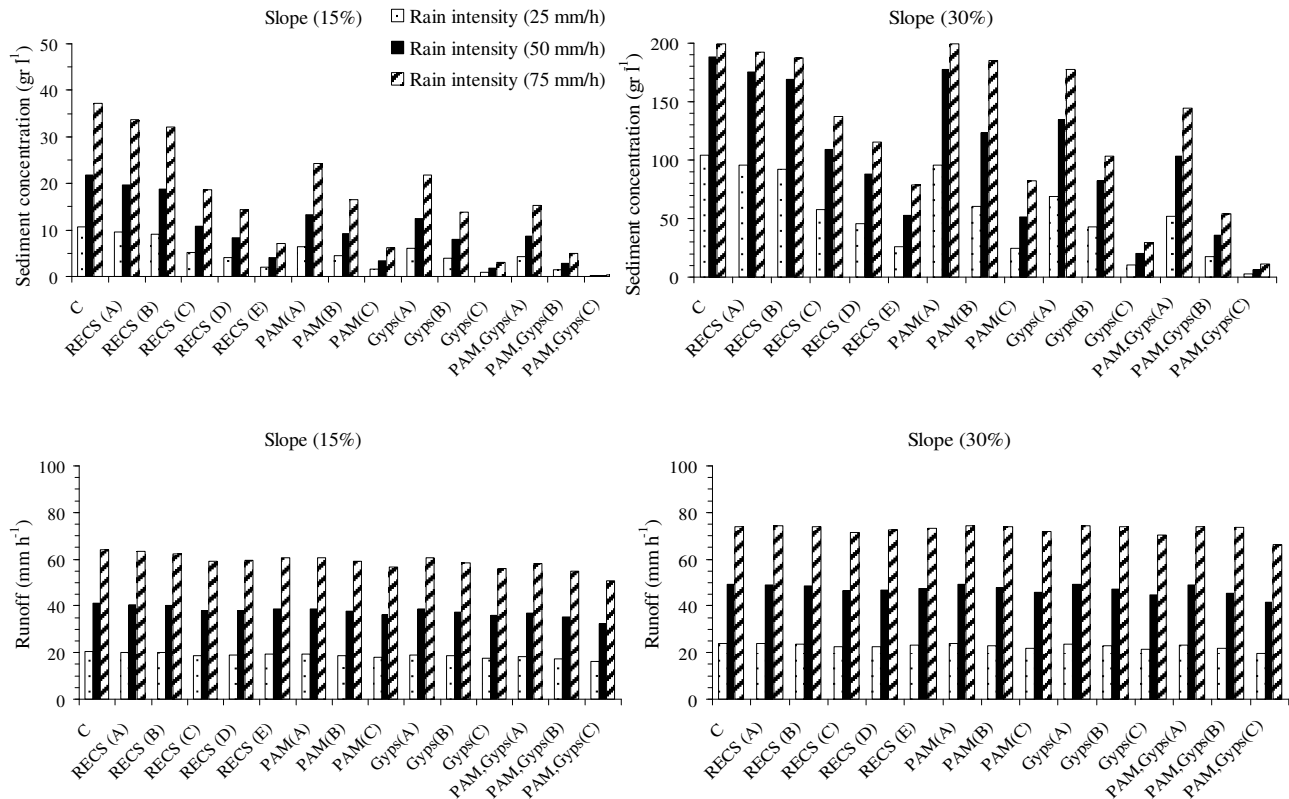 Slope (15%)
Rain intensity (25 mm/h)
Rain intensity (50 mm/h)
Rain intensity (75 mm/h)
Sediment concentration (gr l⁻¹)
50
40
30
20
10
0
C
RECS (A)
RECS (B)
RECS (C)
RECS (D)
RECS (E)
PAM(A)
PAM(B)
PAM(C)
Gyps(A)
Gyps(B)
Gyps(C)
PAM,Gyps(A)
PAM,Gyps(B)
PAM,Gyps(C)
Slope (30%)
Sediment concentration (gr l⁻¹)
200
150
100
50
0
C
RECS (A)
RECS (B)
RECS (C)
RECS (D)
RECS (E)
PAM(A)
PAM(B)
PAM(C)
Gyps(A)
Gyps(B)
Gyps(C)
PAM,Gyps(A)
PAM,Gyps(B)
PAM,Gyps(C)
Slope (15%)
Runoff (mm h⁻¹)
100
80
60
40
20
0
C
RECS (A)
RECS (B)
RECS (C)
RECS (D)
RECS (E)
PAM(A)
PAM(B)
PAM(C)
Gyps(A)
Gyps(B)
Gyps(C)
PAM,Gyps(A)
PAM,Gyps(B)
PAM,Gyps(C)
Slope (30%)
Runoff (mm h⁻¹)
100
80
60
40
20
0
C
RECS (A)
RECS (B)
RECS (C)
RECS (D)
RECS (E)
PAM(A)
PAM(B)
PAM(C)
Gyps(A)
Gyps(B)
Gyps(C)
PAM,Gyps(A)
PAM,Gyps(B)
PAM,Gyps(C)